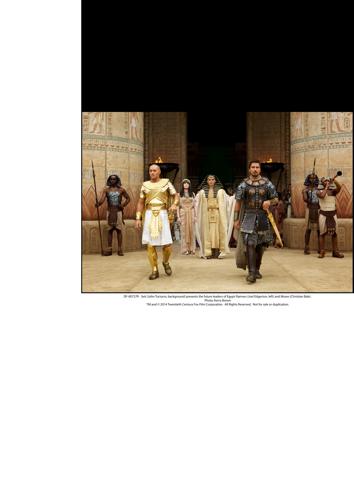 DF-05727R - Seti (John Turturro, background) presents the future leaders of Egypt Ramses (Joel Edgerton, left) and Moses (Christian Bale).
Photo: Kerry Brown
TM and © 2014 Twentieth Century Fox Film Corporation. All Rights Reserved. Not for sale or duplication.